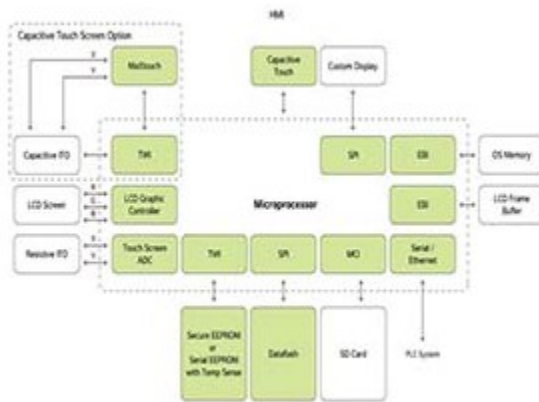 HMI
Capacitive Touch Screen Option
X
Y
Maxtouch
Capacitive
Touch
Custom Display
Capacitive ITO
TWI
SPI
EBI
OS Memory
LCD Screen
R
G
B
LCD Graphic
Controller
Microprocessor
EBI
LCD Frame
Buffer
Resistive ITO
X
Y
Touch Screen
ADC
TWI
SPI
MCI
Serial /
Ethernet
Secure EEPROM
or
Serial EEPROM
with Temp Sense
Dataflash
SD Card
PLC System